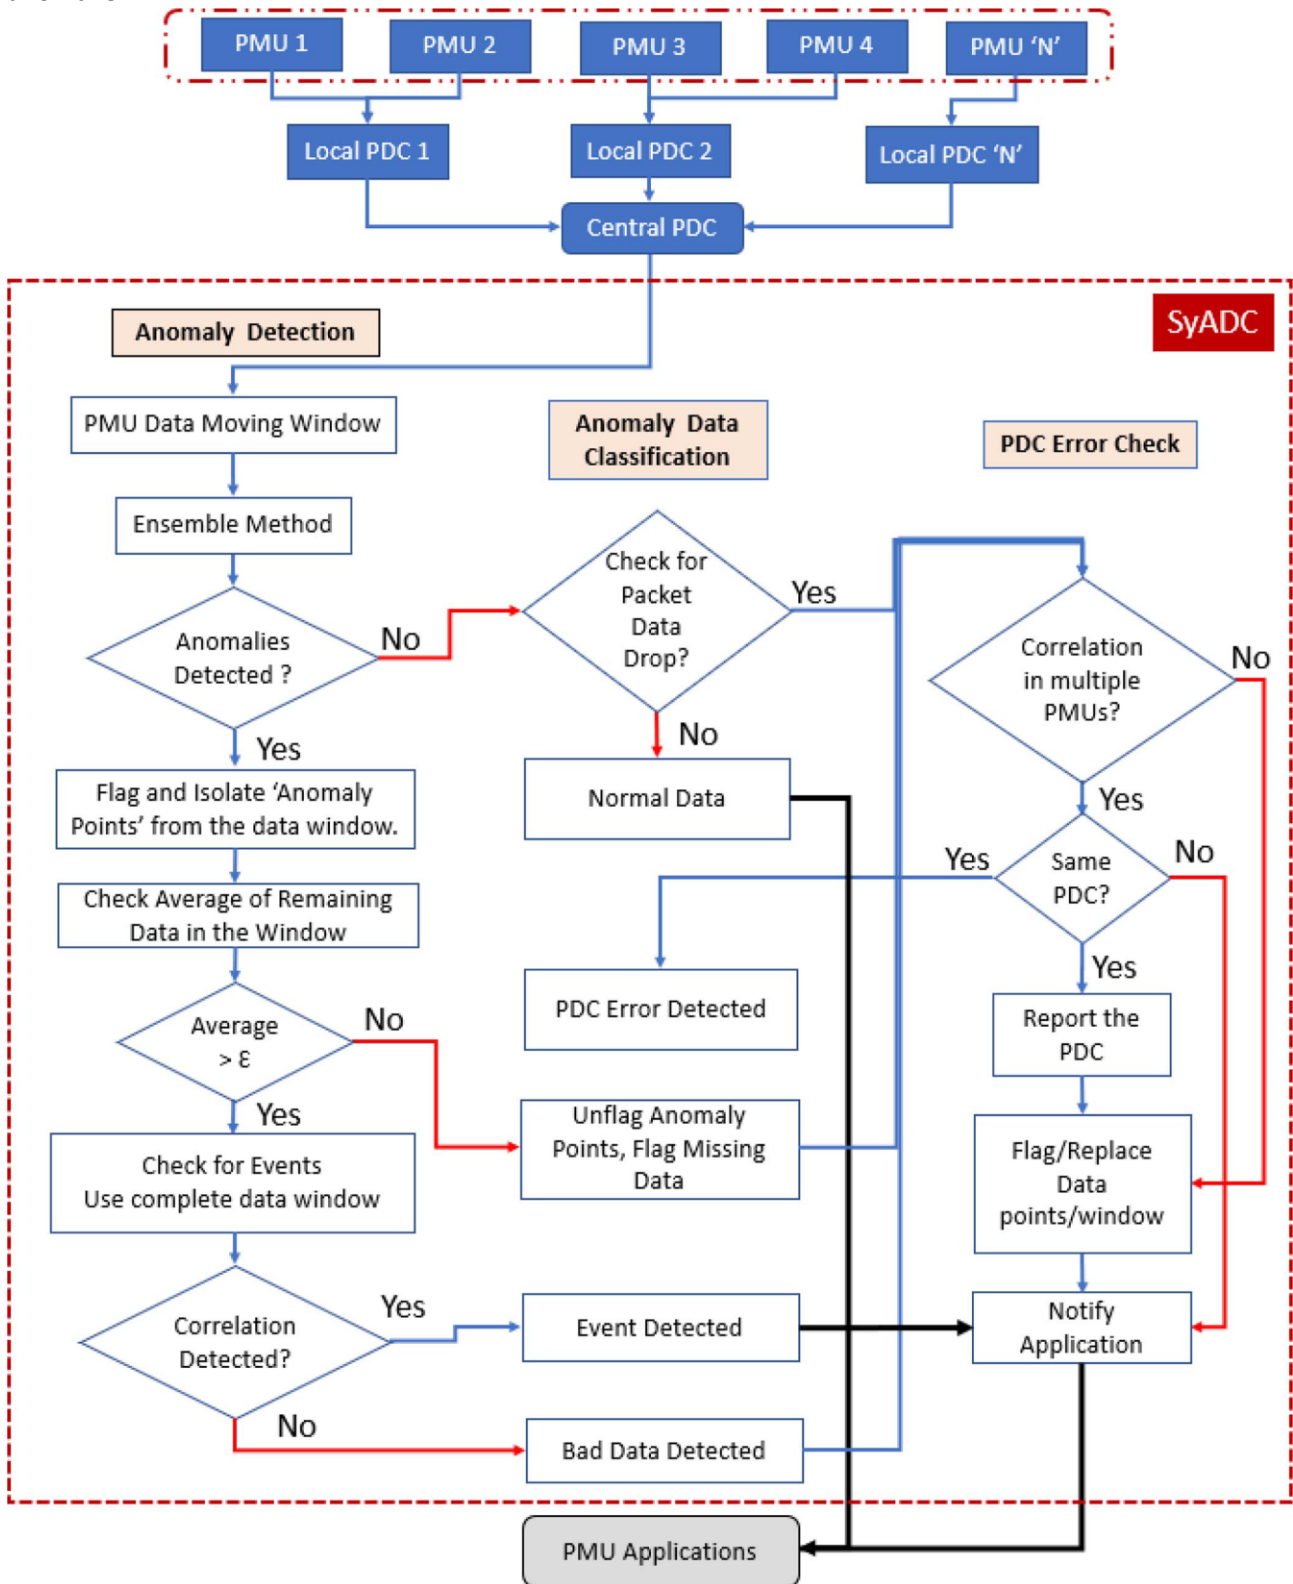 PMU 1
PMU 2
PMU 3
PMU 4
PMU ‘N’
Local PDC 1
Local PDC 2
Local PDC ‘N’
Central PDC
SyADC
Anomaly Detection
PMU Data Moving Window
Ensemble Method
Anomalies
Detected ?
No
Yes
Flag and Isolate ‘Anomaly
Points’ from the data window.
Check Average of Remaining
Data in the Window
Average
> ε
No
Yes
Check for Events
Use complete data window
Correlation
Detected?
Yes
No
Anomaly Data
Classification
Check for
Packet
Data
Drop?
Yes
No
Normal Data
PDC Error Detected
Unflag Anomaly
Points, Flag Missing
Data
Event Detected
Bad Data Detected
PDC Error Check
Correlation
in multiple
PMUs?
No
Yes
Same
PDC?
Yes
No
Yes
Report the
PDC
Flag/Replace
Data
points/window
Notify
Application
PMU Applications